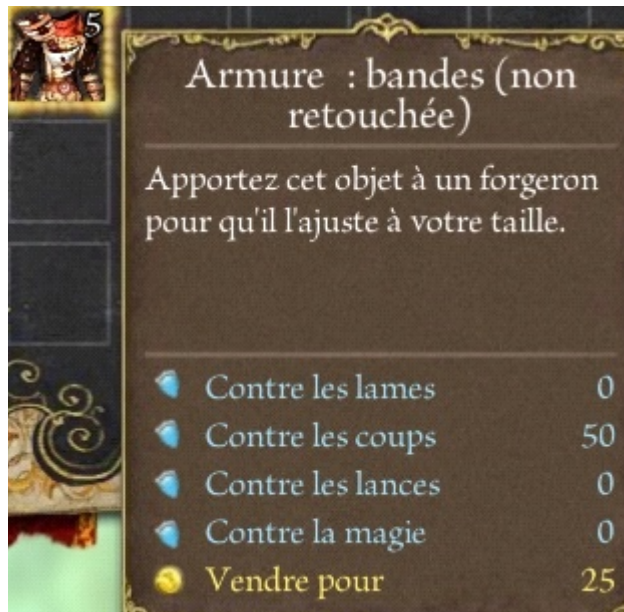 5
Armure : bandes (non
retouchée)
Apportez cet objet à un forgeron
pour qu'il l'ajuste à votre taille.
Contre les lames 0
Contre les coups 50
Contre les lances 0
Contre la magie 0
Vendre pour 25